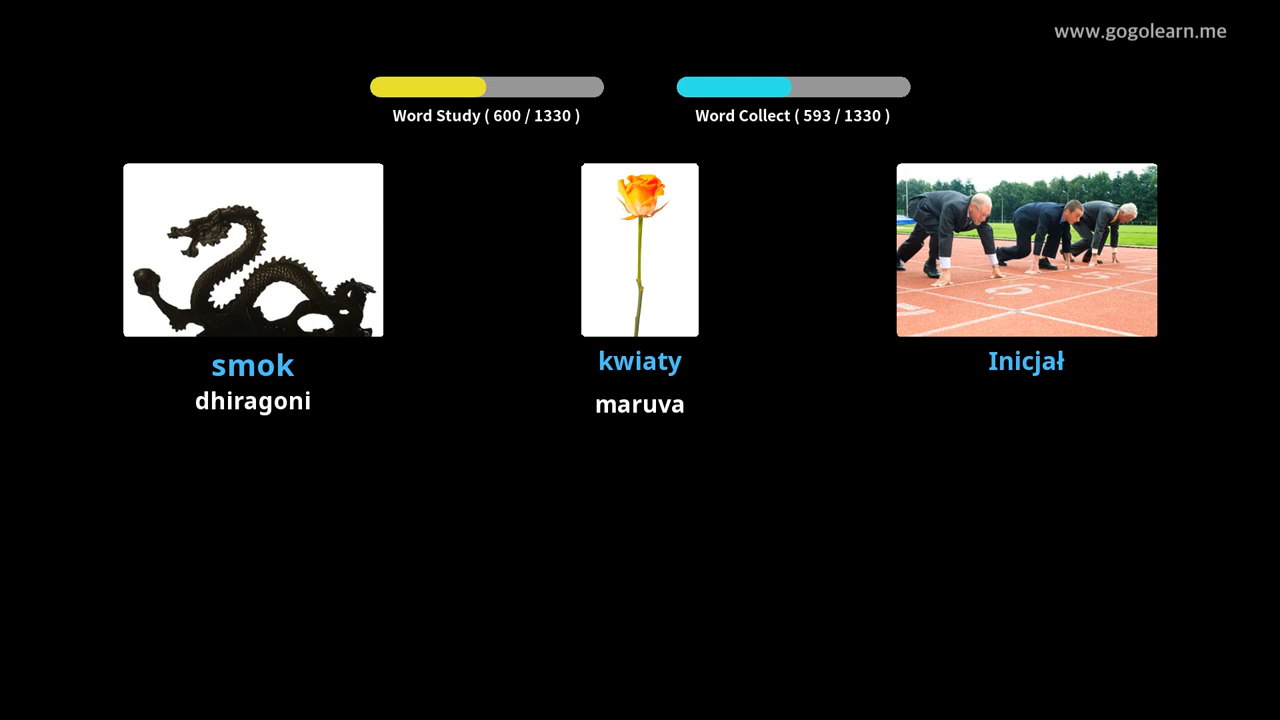 www.gogolearn.me
Word Study ( 600 / 1330 )
Word Collect ( 593 / 1330 )
smok
dhiragoni
kwiaty
maruva
Inicjał